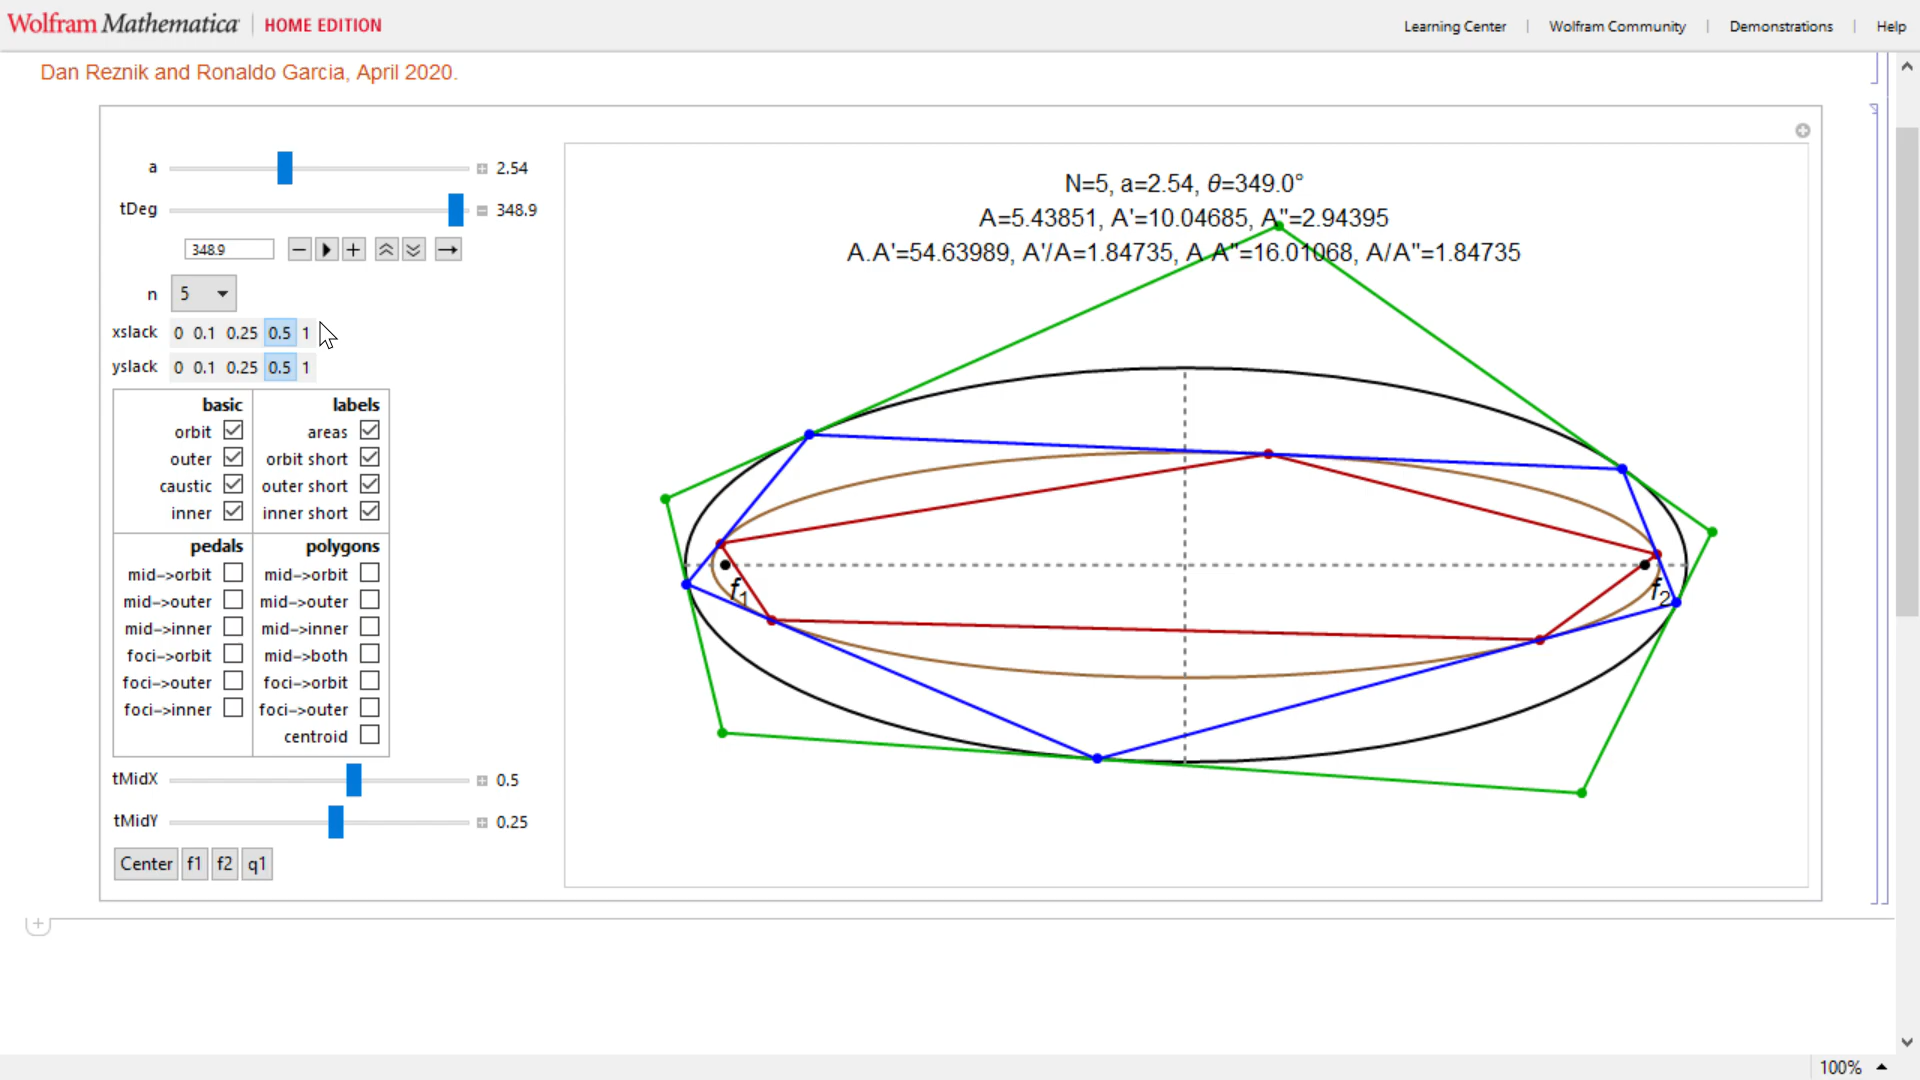 Wolfram Mathematica | HOME EDITION
Learning Center | Wolfram Community | Demonstrations | Help
Dan Reznik and Ronaldo Garcia, April 2020.
a 2.54
tDeg 348.9
348.9
n 5
xslack 0 0.1 0.25 0.5 1
yslack 0 0.1 0.25 0.5 1
basic labels
orbit areas
outer orbit short
caustic outer short
inner inner short
pedals polygons
mid->orbit mid->orbit
mid->outer mid->outer
mid->inner mid->inner
foci->orbit mid->both
foci->outer foci->orbit
foci->inner foci->outer
centroid
tMidX 0.5
tMidY 0.25
Center f1 f2 q1
N=5, a=2.54, θ=349.0°
A=5.43851, A'=10.04685, A"=2.94395
A.A'=54.63989, A'/A=1.84735, A.A"=16.01068, A/A"=1.84735
f1
f2
100%